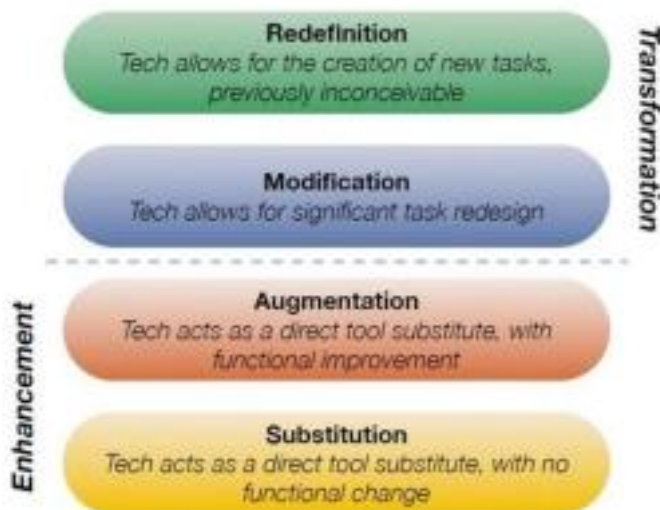 Redefinition
Tech allows for the creation of new tasks,
previously inconceivable
Transformation
Modification
Tech allows for significant task redesign
Augmentation
Tech acts as a direct tool substitute, with
functional improvement
Enhancement
Substitution
Tech acts as a direct tool substitute, with no
functional change